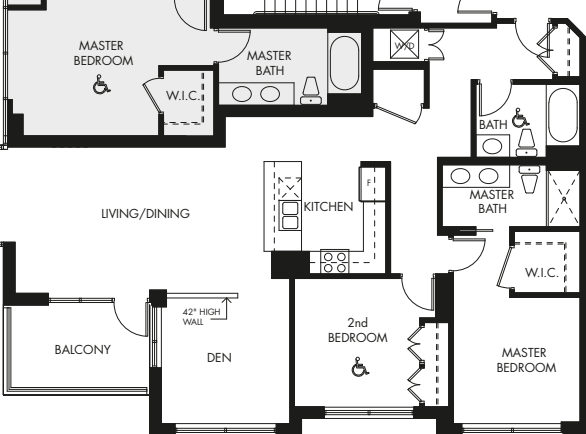 MASTER
BEDROOM
W.I.C.
MASTER
BATH
W/D
BATH
MASTER
BATH
W.I.C.
F
KITCHEN
LIVING/DINING
42" HIGH
WALL
BALCONY
DEN
2nd
BEDROOM
MASTER
BEDROOM